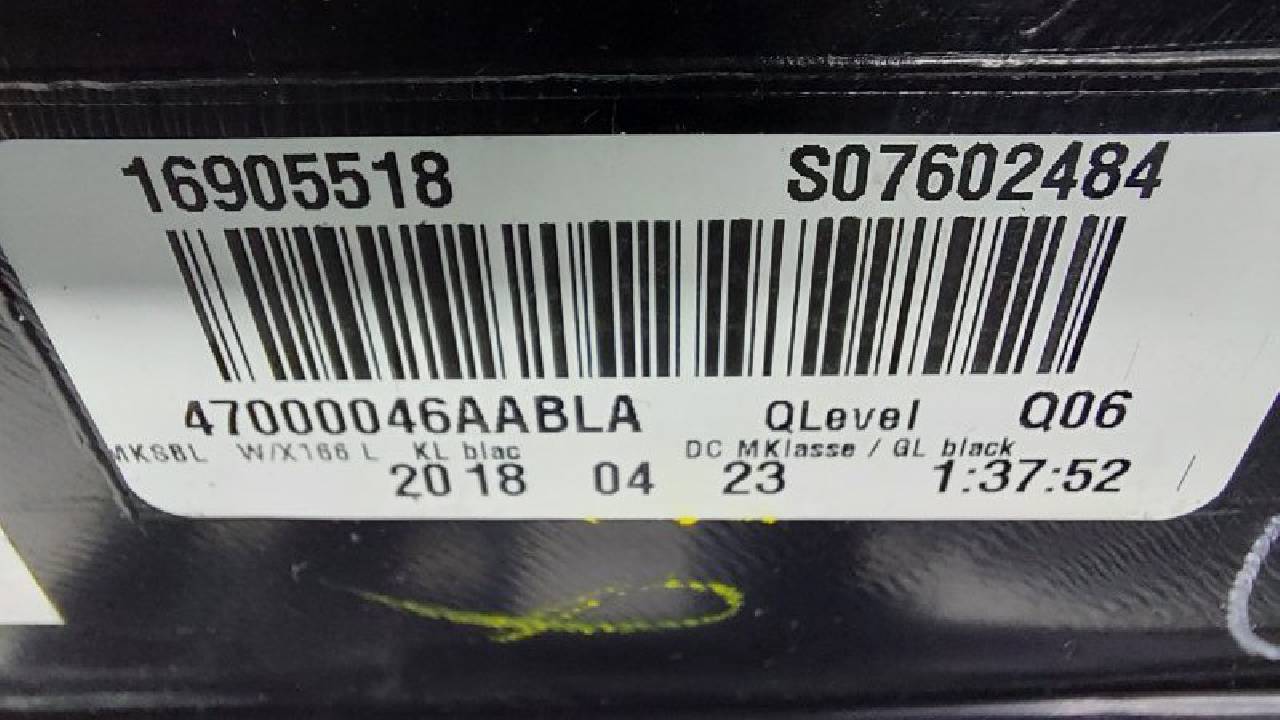 16905518 S07602484
47000046AABLA QLevel Q06
MKSBL W/X166 L KL blac DC MKlasse / GL black
2018 04 23 1:37:52